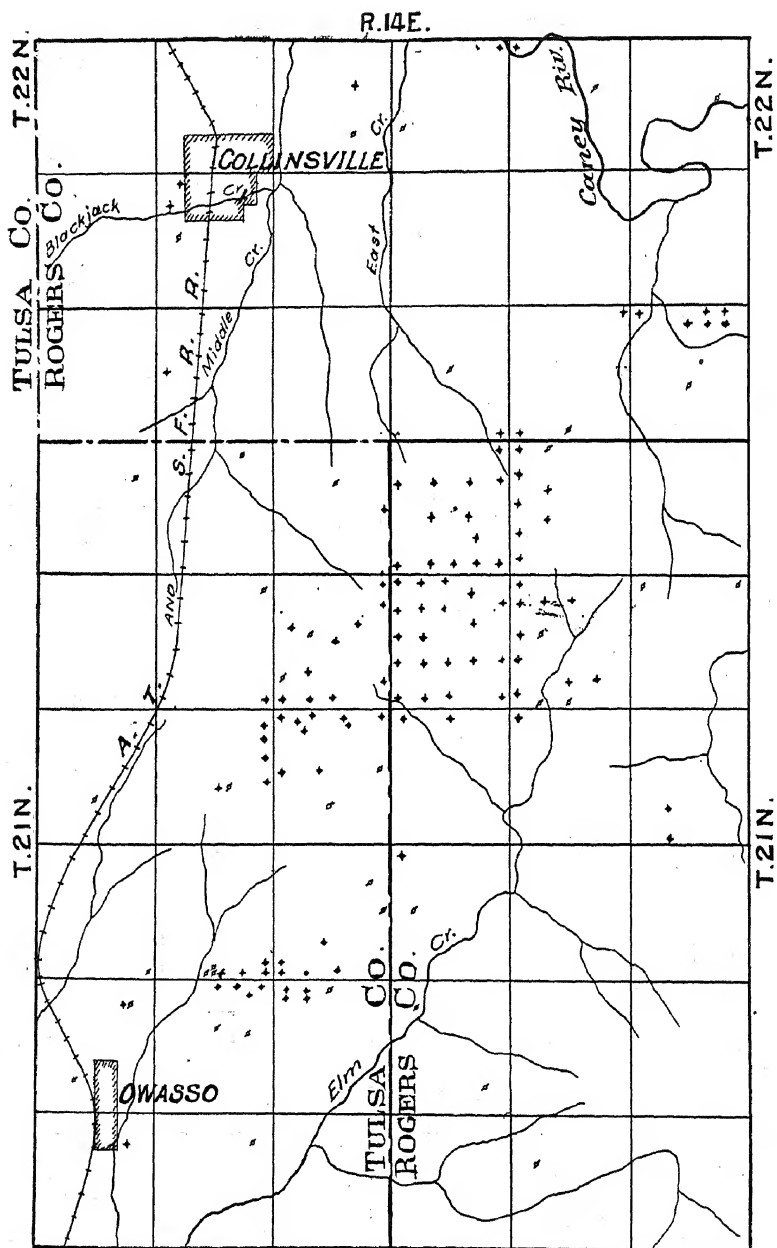 R.14E.
T.22N.
T.22N.
COLLINSVILLE
Caney Riv.
Cr.
TULSA CO.
ROGERS CO.
Blackjack Cr.
East
Middle Cr.
A. T. AND S. F. R. R.
T.21N.
T.21N.
Elm Cr.
TULSA CO.
ROGERS CO.
OWASSO